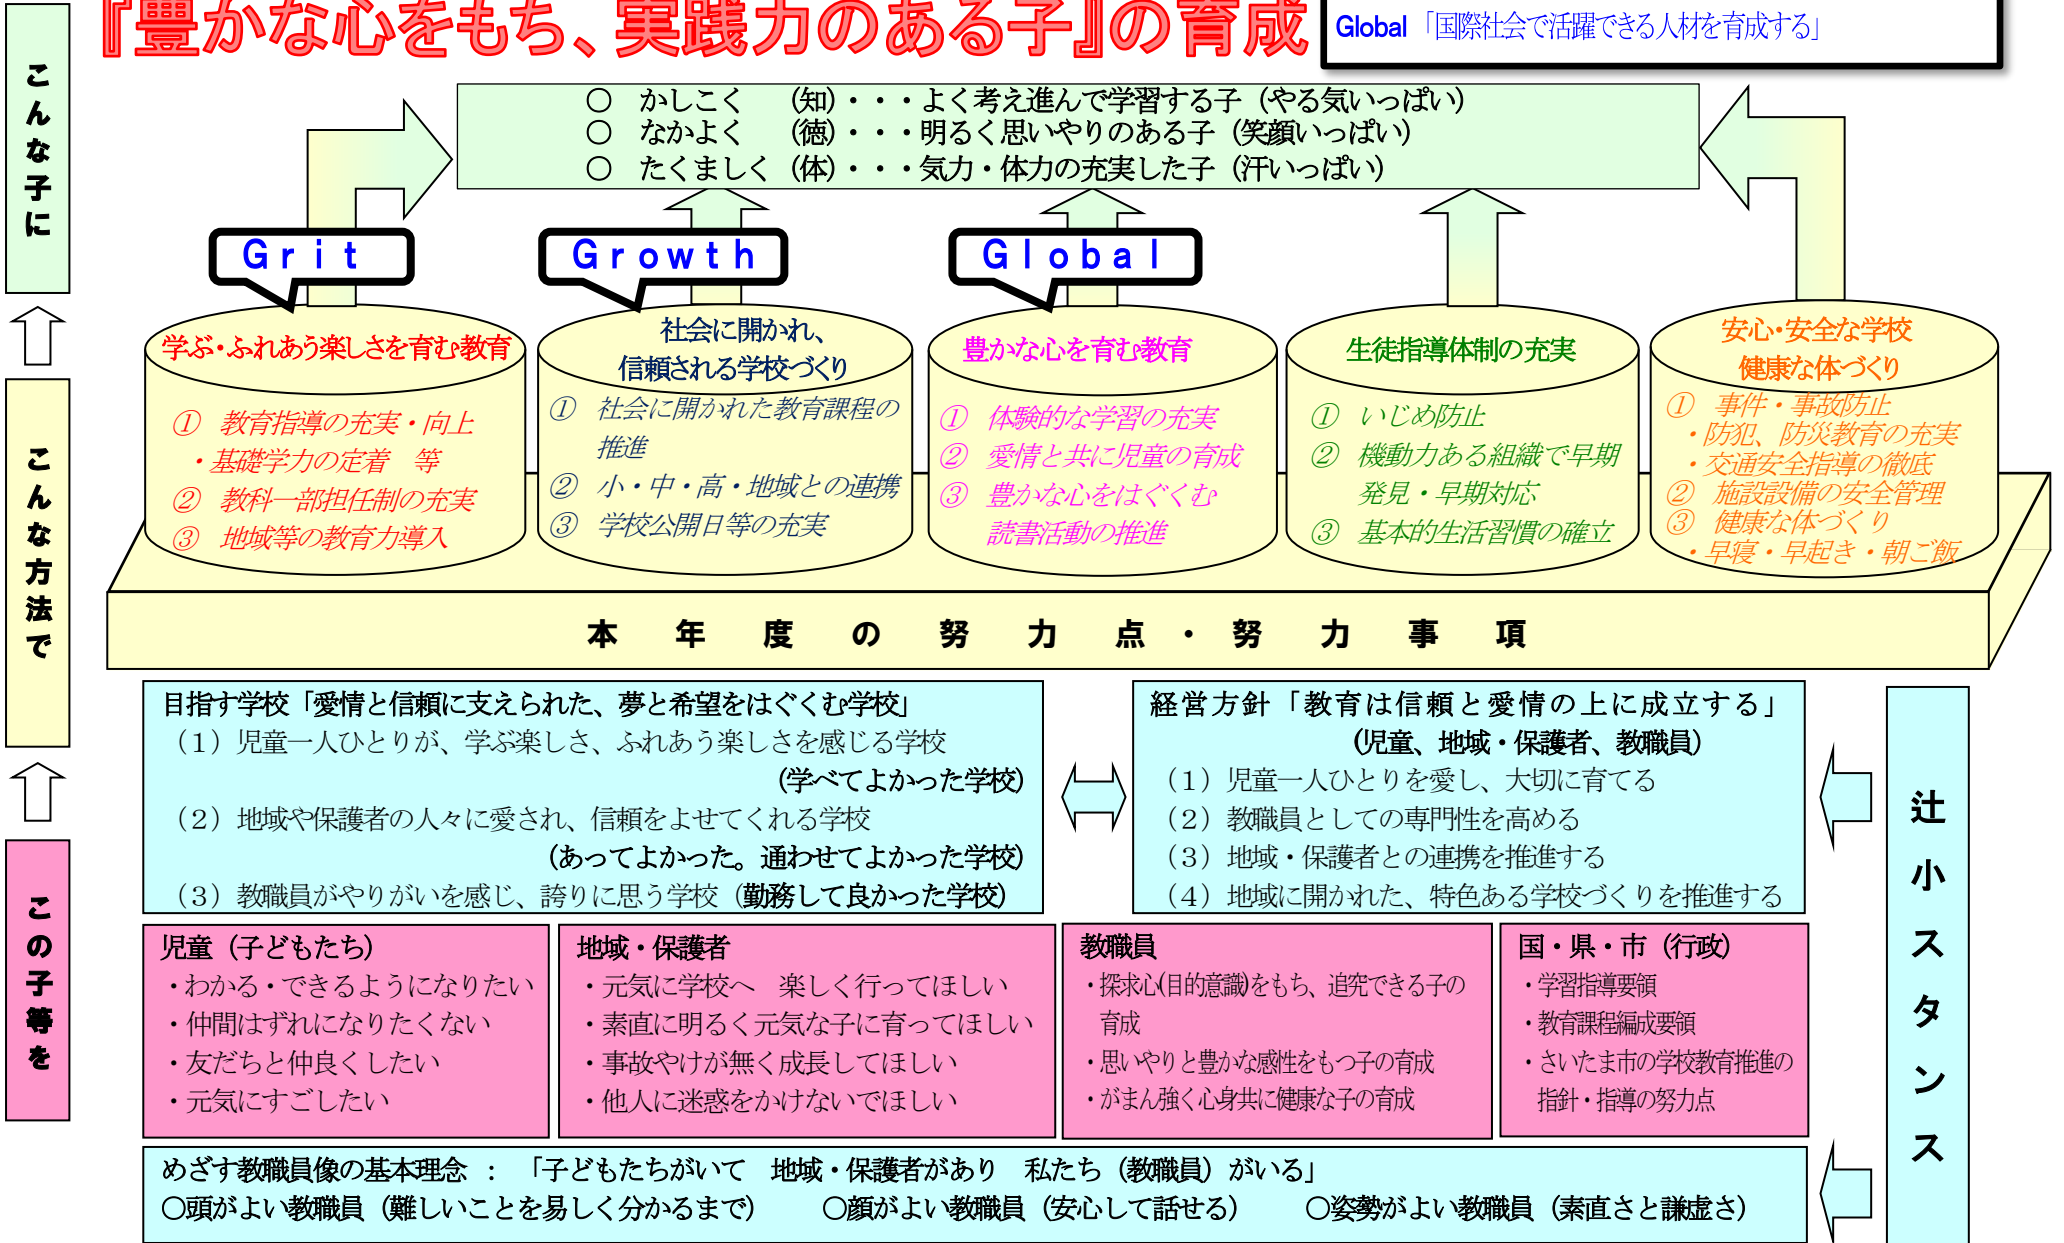 『豊かな心をもち、実践力のある子』の育成
Global「国際社会で活躍できる人材を育成する」
こんな子に
○ かしこく （知）・・・よく考え進んで学習する子（やる気いっぱい）
○ なかよく （徳）・・・明るく思いやりのある子（笑顔いっぱい）
○ たくましく（体）・・・気力・体力の充実した子（汗いっぱい）
Grit
Growth
Global
学ぶ・ふれあう楽しさを育む教育
① 教育指導の充実・向上
・基礎学力の定着 等
② 教科一部担任制の充実
③ 地域等の教育力導入
社会に開かれ、
信頼される学校づくり
① 社会に開かれた教育課程の
推進
② 小・中・高・地域との連携
③ 学校公開日等の充実
豊かな心を育む教育
① 体験的な学習の充実
② 愛情と共に児童の育成
③ 豊かな心をはぐくむ
読書活動の推進
生徒指導体制の充実
① いじめ防止
② 機動力ある組織で早期
発見・早期対応
③ 基本的生活習慣の確立
安心・安全な学校
健康な体づくり
① 事件・事故防止
・防犯、防災教育の充実
・交通安全指導の徹底
② 施設設備の安全管理
③ 健康な体づくり
・早寝・早起き・朝ご飯
こんな方法で
本年度の努力点・努力事項
目指す学校「愛情と信頼に支えられた、夢と希望をはぐくむ学校」
（１）児童一人ひとりが、学ぶ楽しさ、ふれあう楽しさを感じる学校
（学べてよかった学校）
（２）地域や保護者の人々に愛され、信頼をよせてくれる学校
（あってよかった。通わせてよかった学校）
（３）教職員がやりがいを感じ、誇りに思う学校（勤務して良かった学校）
経営方針「教育は信頼と愛情の上に成立する」
（児童、地域・保護者、教職員）
（１）児童一人ひとりを愛し、大切に育てる
（２）教職員としての専門性を高める
（３）地域・保護者との連携を推進する
（４）地域に開かれた、特色ある学校づくりを推進する
辻小スタンス
この子等を
児童（子どもたち）
・わかる・できるようになりたい
・仲間はずれになりたくない
・友だちと仲良くしたい
・元気にすごしたい
地域・保護者
・元気に学校へ 楽しく行ってほしい
・素直に明るく元気な子に育ってほしい
・事故やけが無く成長してほしい
・他人に迷惑をかけないでほしい
教職員
・探求心(目的意識)をもち、追究できる子の
育成
・思いやりと豊かな感性をもつ子の育成
・がまん強く心身共に健康な子の育成
国・県・市（行政）
・学習指導要領
・教育課程編成要領
・さいたま市の学校教育推進の
指針・指導の努力点
めざす教職員像の基本理念 ： 「子どもたちがいて 地域・保護者があり 私たち（教職員）がいる」
○頭がよい教職員（難しいことを易しく分かるまで） ○顔がよい教職員（安心して話せる） ○姿勢がよい教職員（素直さと謙虚さ）